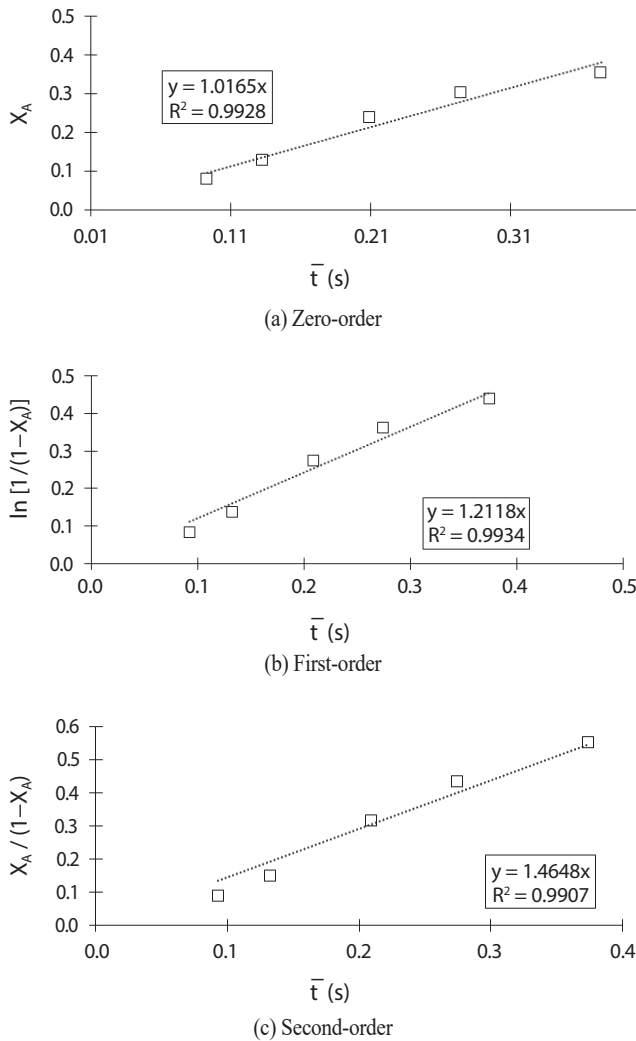 0.5
0.4
0.3
0.2
0.1
0.0
X_A
y = 1.0165x
R² = 0.9928
0.01 0.11 0.21 0.31
t̅ (s)
(a) Zero-order
0.5
0.4
0.3
0.2
0.1
0.0
ln [1/(1−X_A)]
y = 1.2118x
R² = 0.9934
0.0 0.1 0.2 0.3 0.4 0.5
t̅ (s)
(b) First-order
0.6
0.5
0.4
0.3
0.2
0.1
0.0
X_A / (1−X_A)
y = 1.4648x
R² = 0.9907
0.0 0.1 0.2 0.3 0.4
t̅ (s)
(c) Second-order